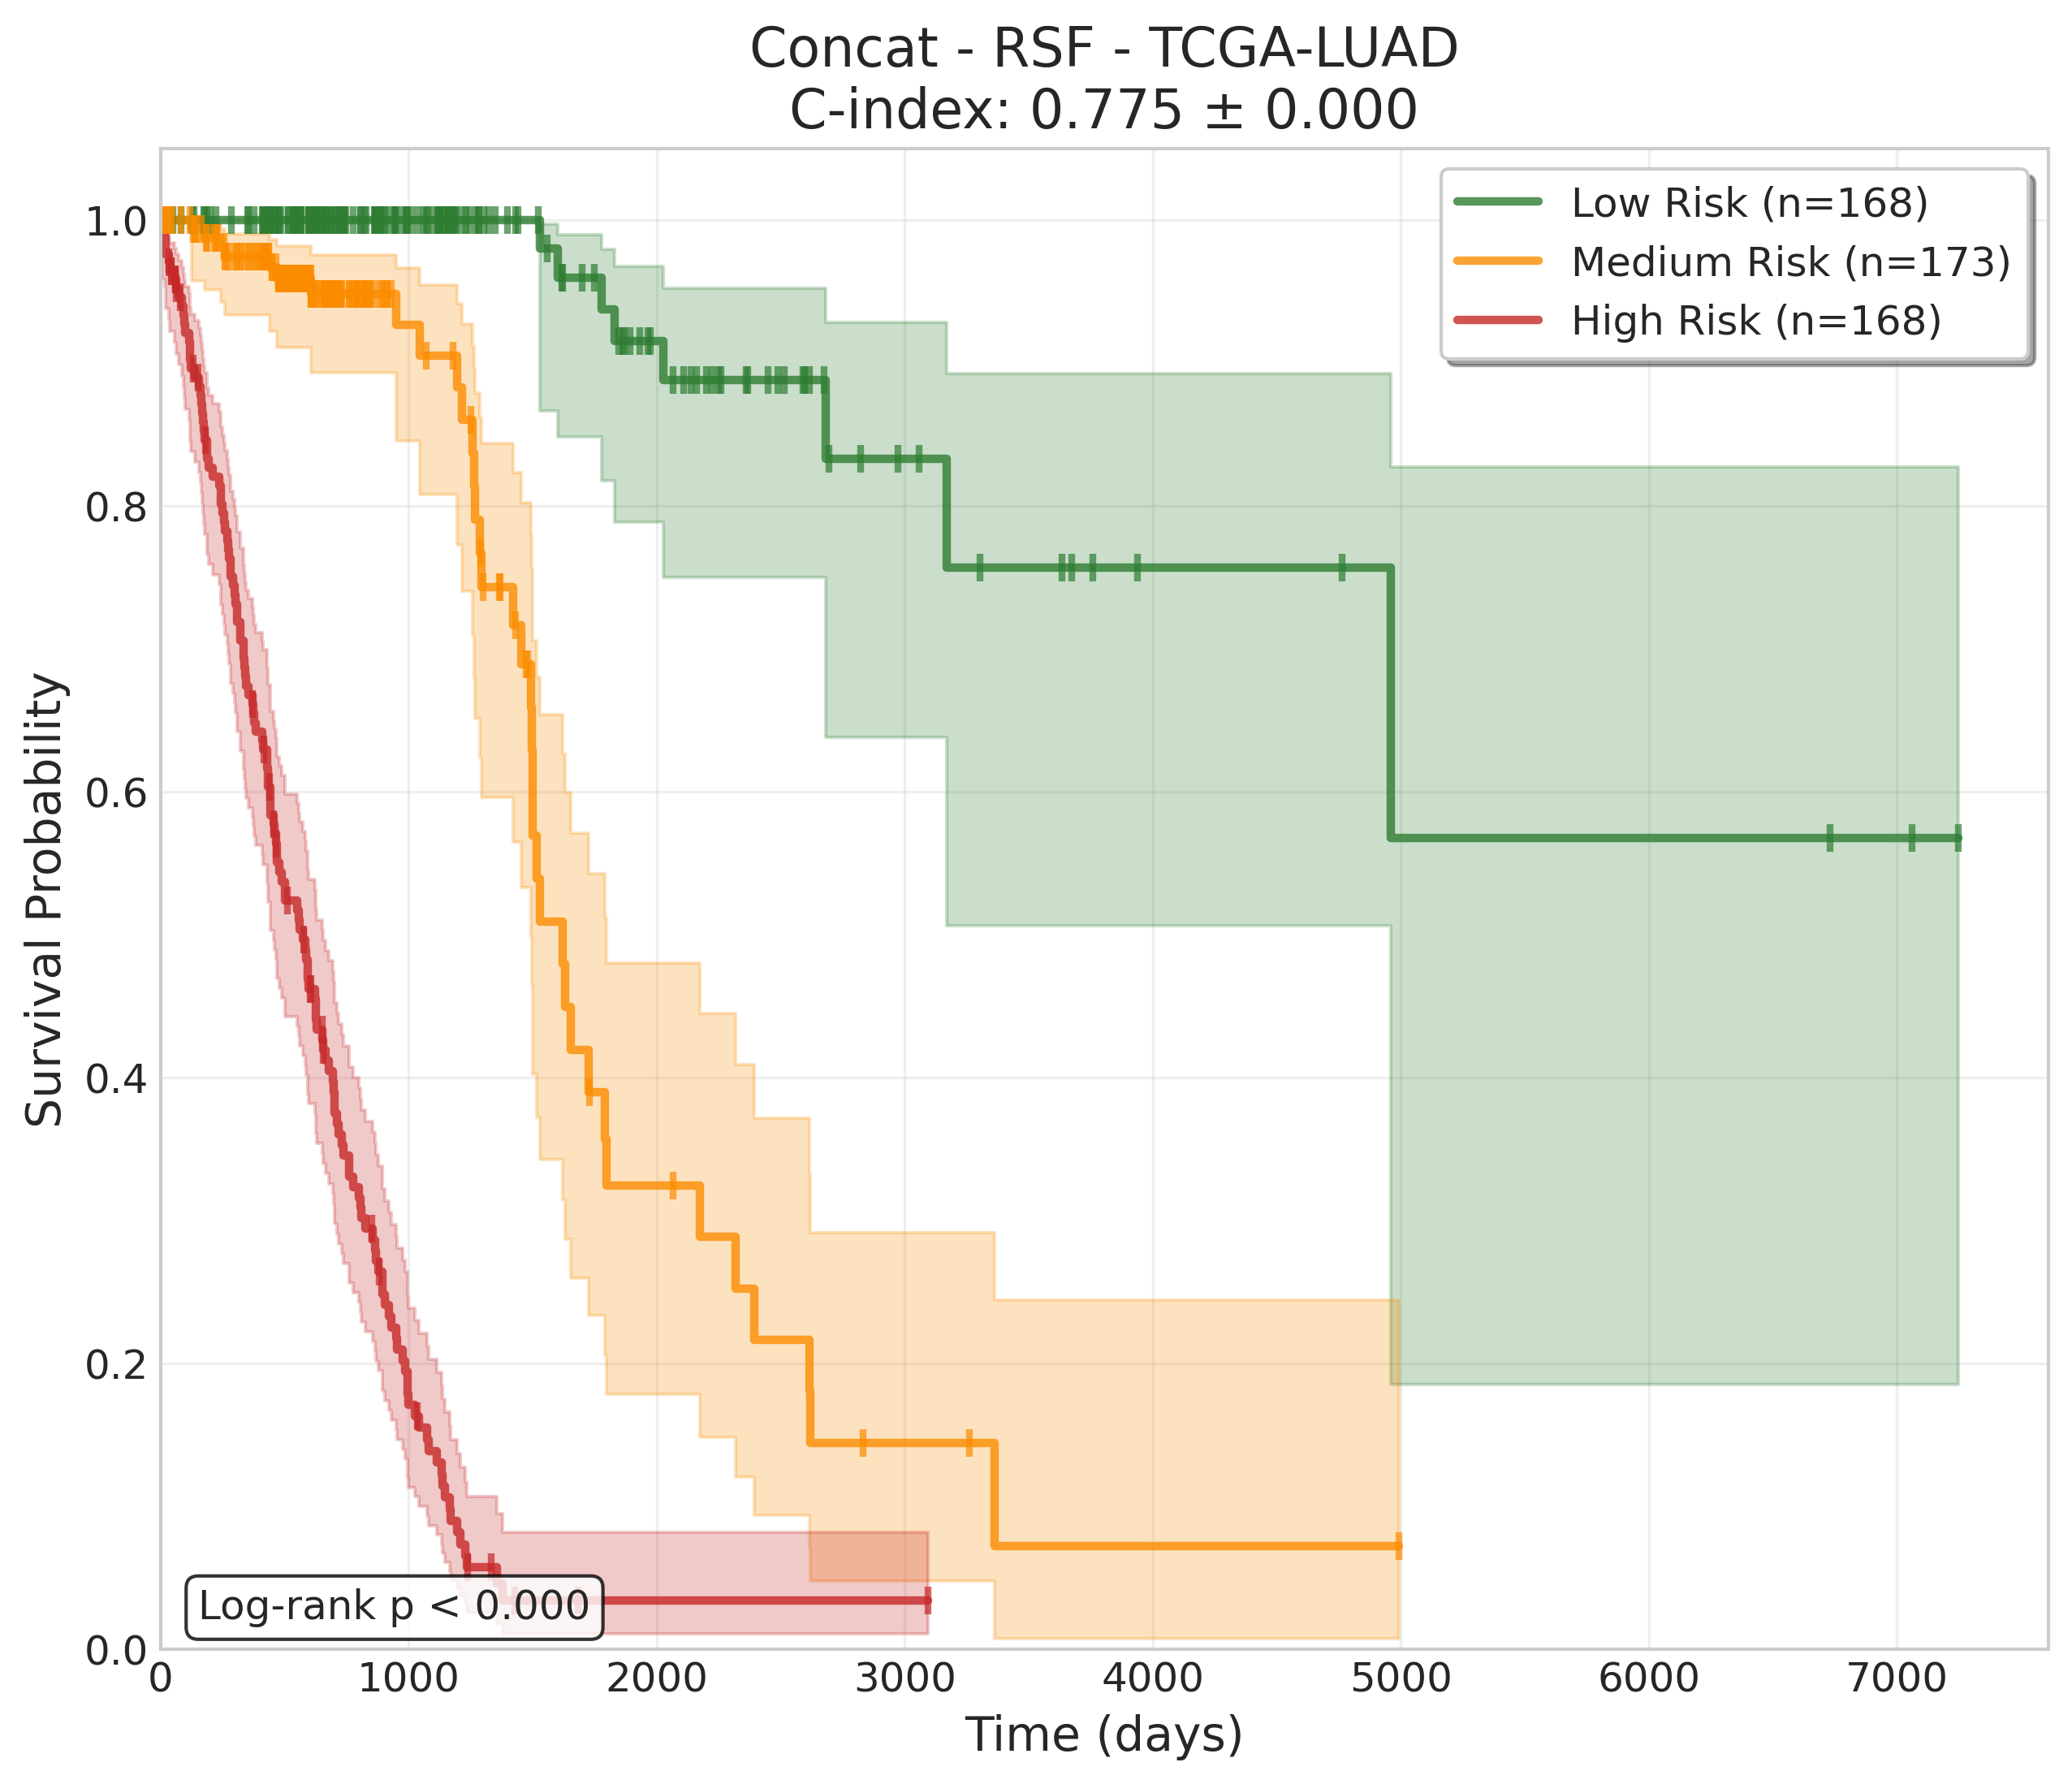 Concat - RSF - TCGA-LUAD
C-index: 0.775 ± 0.000
Low Risk (n=168)
Medium Risk (n=173)
High Risk (n=168)
Survival Probability
1.0
0.8
0.6
0.4
0.2
0.0
Log-rank p < 0.000
0 1000 2000 3000 4000 5000 6000 7000
Time (days)